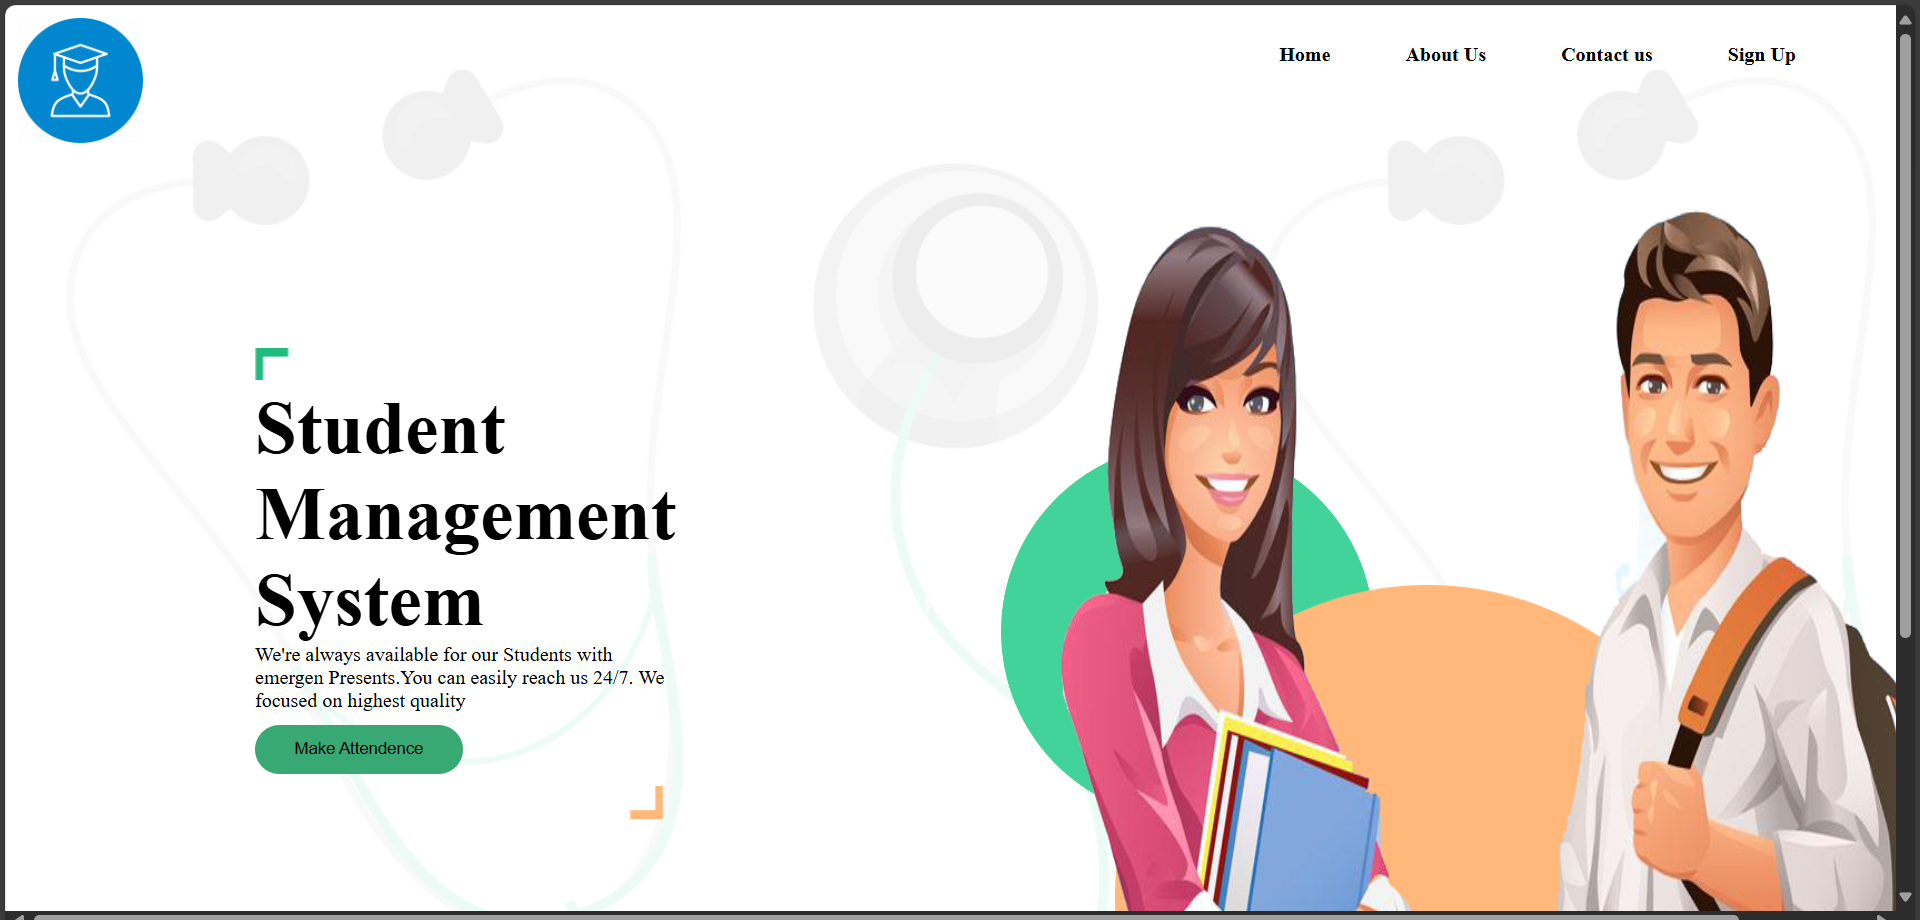 Home About Us Contact us Sign Up
Student
Management
System
We're always available for our Students with
emergen Presents.You can easily reach us 24/7. We
focused on highest quality
Make Attendence